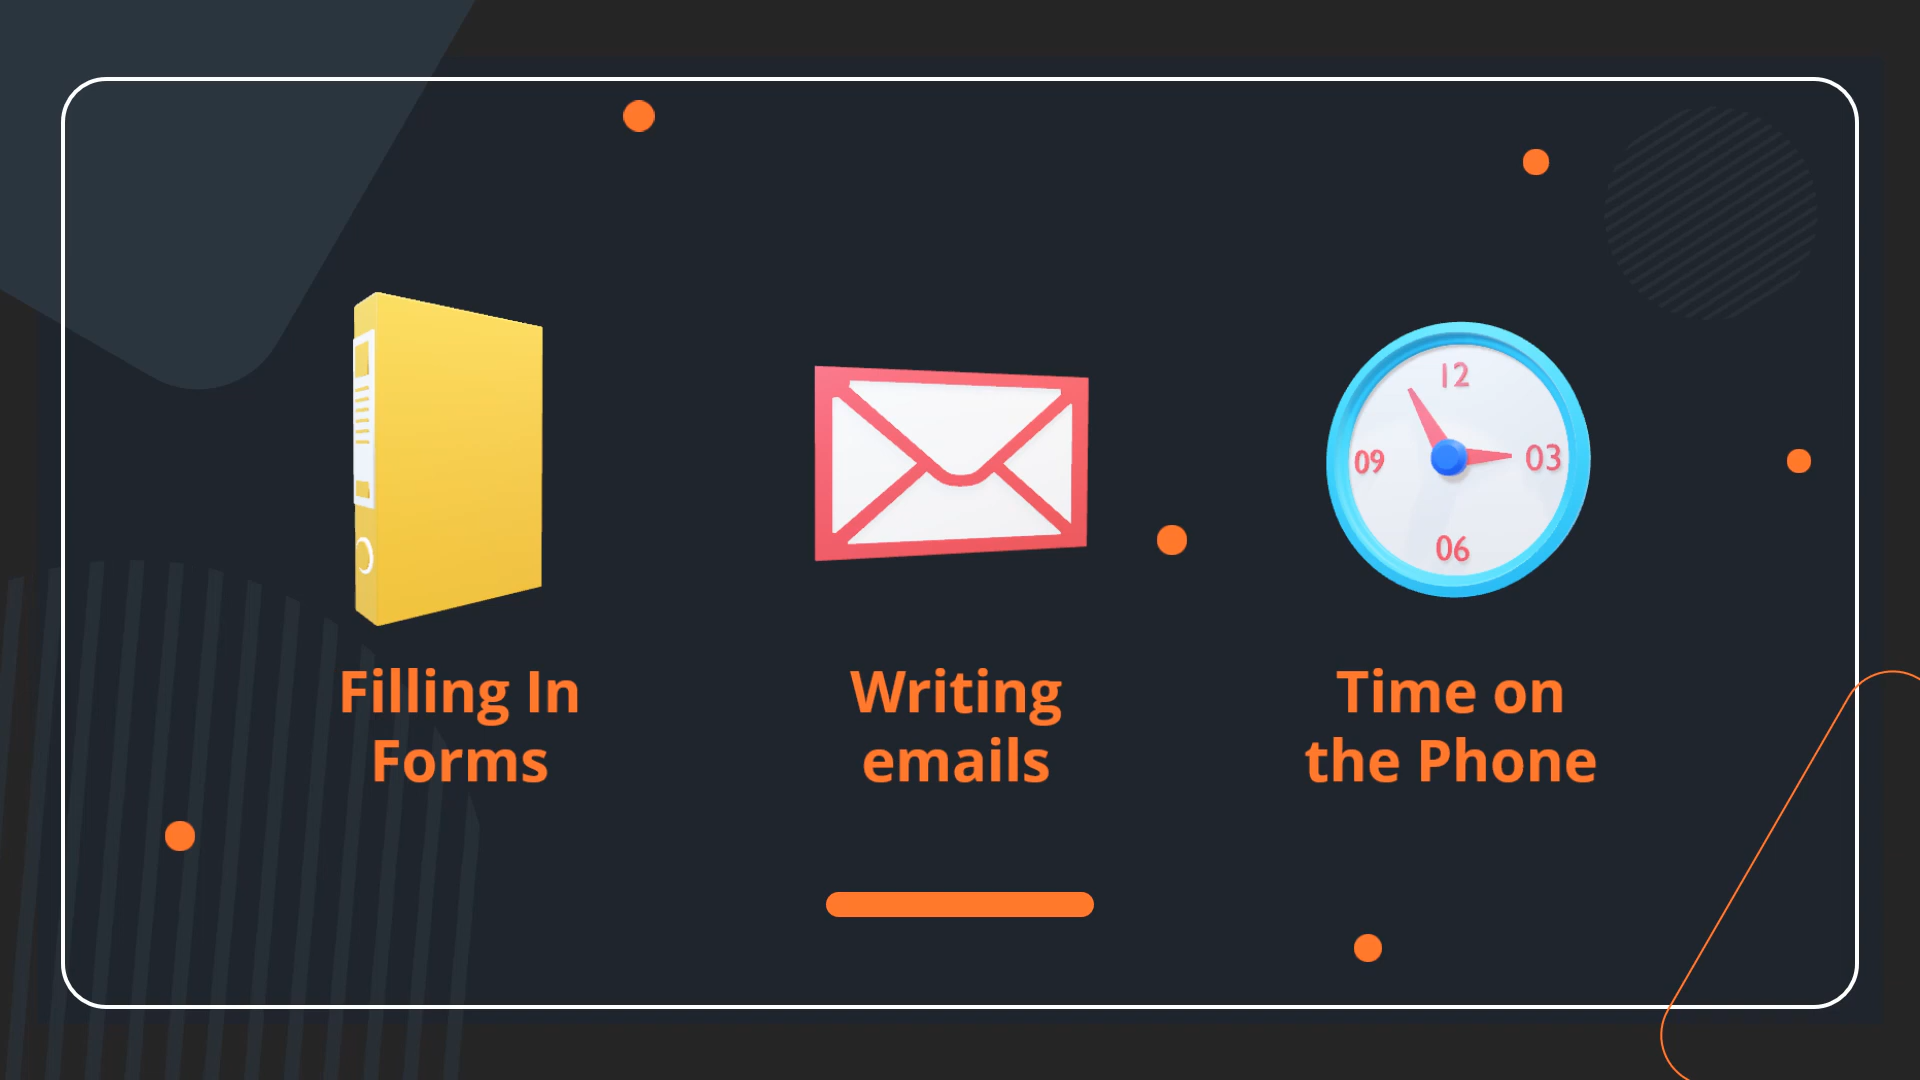 12
09
03
06
Filling In
Forms
Writing
emails
Time on
the Phone